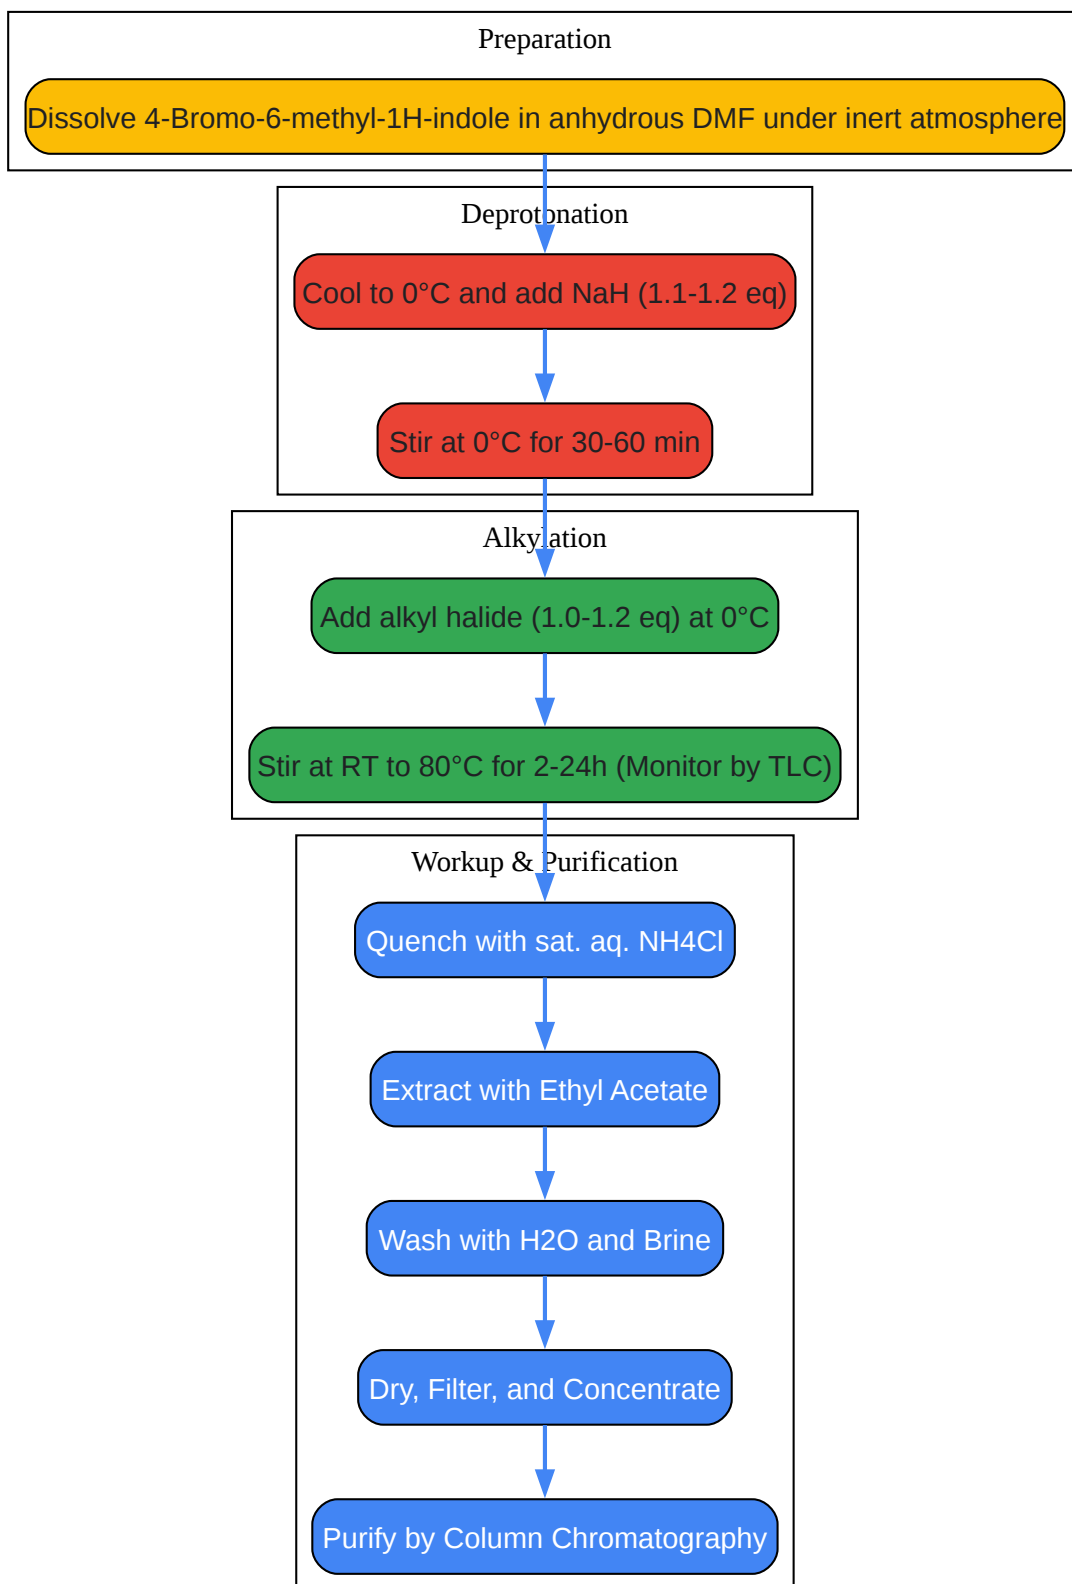 Preparation
Dissolve 4-Bromo-6-methyl-1H-indole in anhydrous DMF under inert atmosphere
Deprotonation
Cool to 0°C and add NaH (1.1-1.2 eq)
Stir at 0°C for 30-60 min
Alkylation
Add alkyl halide (1.0-1.2 eq) at 0°C
Stir at RT to 80°C for 2-24h (Monitor by TLC)
Workup & Purification
Quench with sat. aq. NH4Cl
Extract with Ethyl Acetate
Wash with H2O and Brine
Dry, Filter, and Concentrate
Purify by Column Chromatography